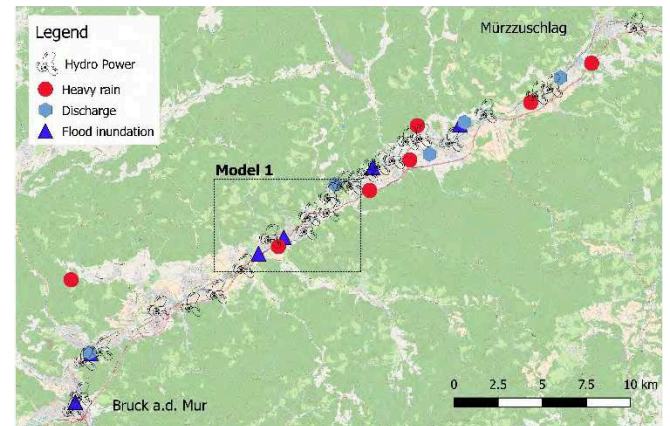 Legend
Hydro Power
Heavy rain
Discharge
Flood inundation
Mürzzuschlag
Model 1
Bruck a.d. Mur
0 2.5 5 7.5 10 km